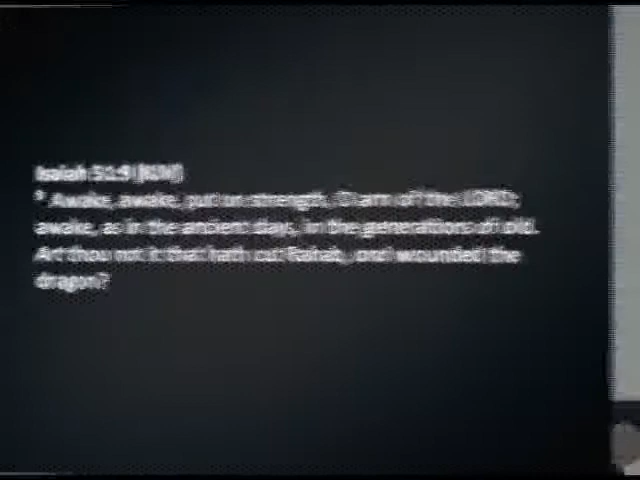 Isaiah 51:9 (KJV)
⁹ Awake, awake, put on strength, O arm of the LORD;
awake, as in the ancient days, in the generations of old.
Art thou not it that hath cut Rahab, and wounded the
dragon?